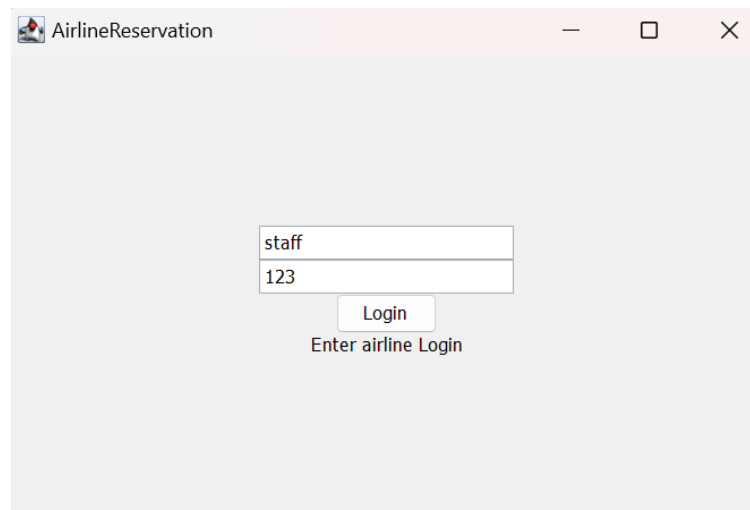 AirlineReservation
staff
123
Login
Enter airline Login